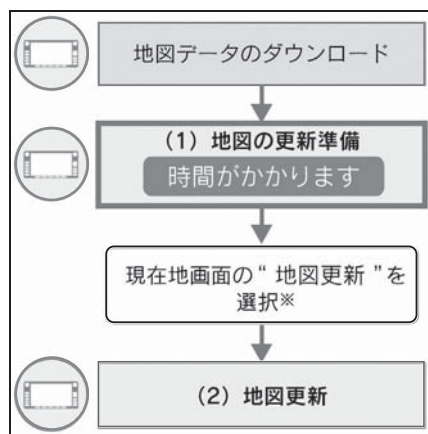 地図データのダウンロード
(1) 地図の更新準備
時間がかかります
現在地画面の“ 地図更新 ”を
選択※
(2) 地図更新